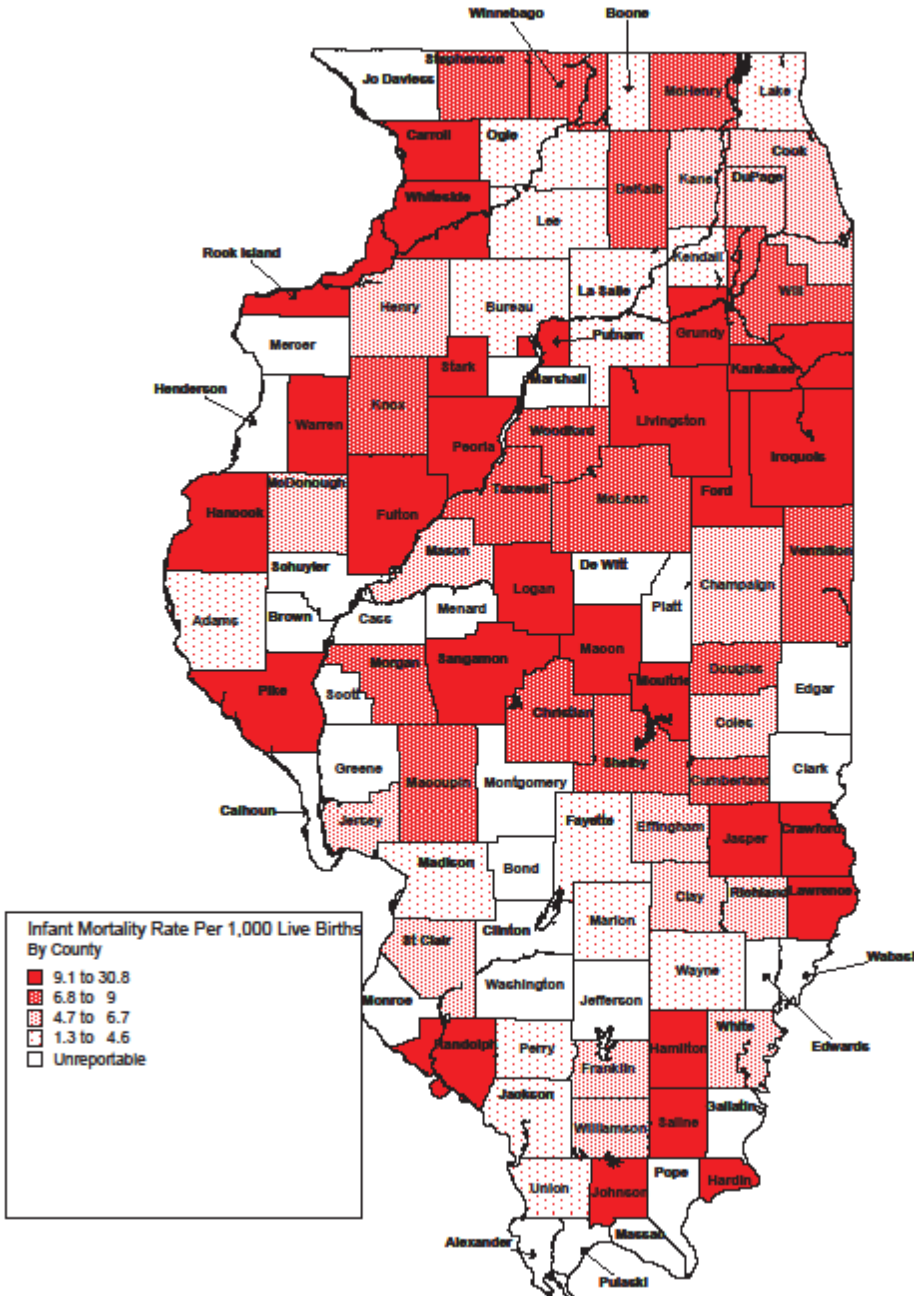 Winnebago
Boone
Stephenson
Jo Daviess
McHenry
Lake
Carroll
Ogle
Cook
Kane
DuPage
DeKalb
Whiteside
Lee
Rock Island
Kendall
La Salle
Will
Henry
Bureau
Putnam
Grundy
Mercer
Stark
Marshall
Kankakee
Henderson
Knox
Warren
Livingston
Peoria
Woodford
Iroquois
McDonough
Tazewell
McLean
Ford
Hancock
Fulton
Mason
Vermilion
Schuyler
De Witt
Logan
Champaign
Piatt
Menard
Adams
Brown
Cass
Macon
Sangamon
Morgan
Douglas
Moultrie
Edgar
Pike
Scott
Christian
Coles
Shelby
Greene
Macoupin
Montgomery
Cumberland
Clark
Calhoun
Jersey
Fayette
Effingham
Jasper
Crawford
Madison
Bond
Clay
Richland
Lawrence
Marion
Clinton
St Clair
Wabash
Wayne
Washington
Jefferson
Monroe
White
Edwards
Randolph
Perry
Hamilton
Franklin
Jackson
Gallatin
Williamson
Saline
Pope
Hardin
Union
Johnson
Massac
Alexander
Pulaski
Infant Mortality Rate Per 1,000 Live Births
By County
9.1 to 30.8
6.8 to 9
4.7 to 6.7
1.3 to 4.6
Unreportable